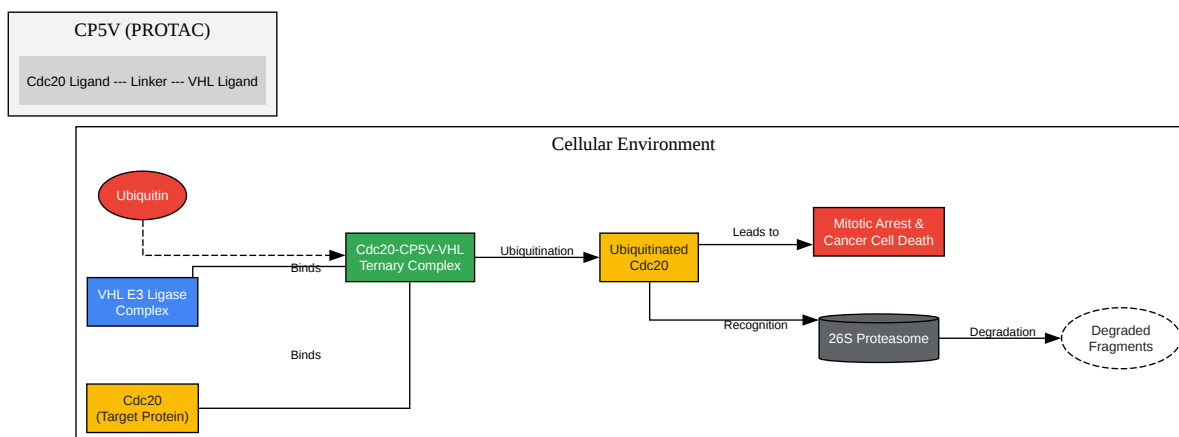 CP5V (PROTAC)
Cdc20 Ligand --- Linker --- VHL Ligand
Cellular Environment
Ubiquitin
Binds
VHL E3 Ligase
Complex
Binds
Cdc20
(Target Protein)
Cdc20-CP5V-VHL
Ternary Complex
Ubiquitination
Ubiquitinated
Cdc20
Leads to
Mitotic Arrest &
Cancer Cell Death
Recognition
26S Proteasome
Degradation
Degraded
Fragments